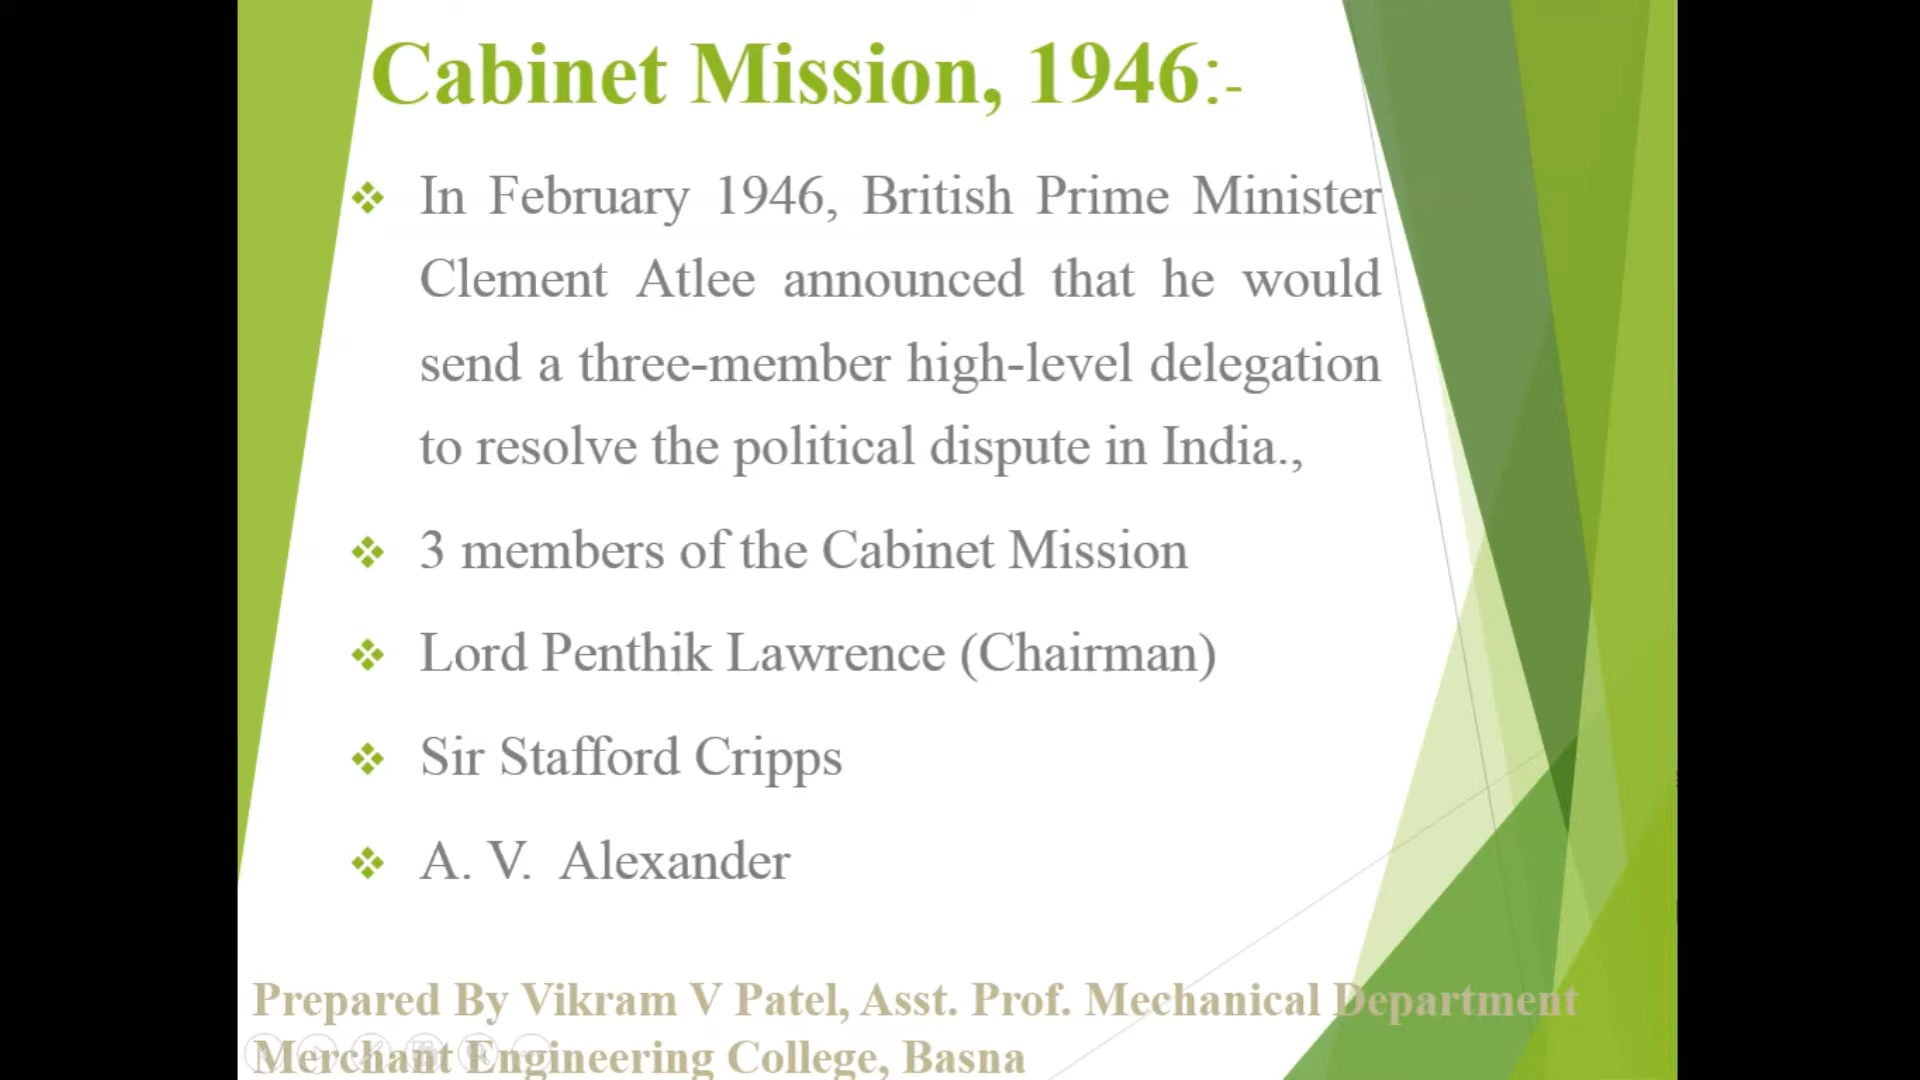 Cabinet Mission, 1946:-
❖ In February 1946, British Prime Minister
Clement Atlee announced that he would
send a three-member high-level delegation
to resolve the political dispute in India.,
❖ 3 members of the Cabinet Mission
❖ Lord Penthik Lawrence (Chairman)
❖ Sir Stafford Cripps
❖ A. V. Alexander
Prepared By Vikram V Patel, Asst. Prof. Mechanical Department
Merchant Engineering College, Basna